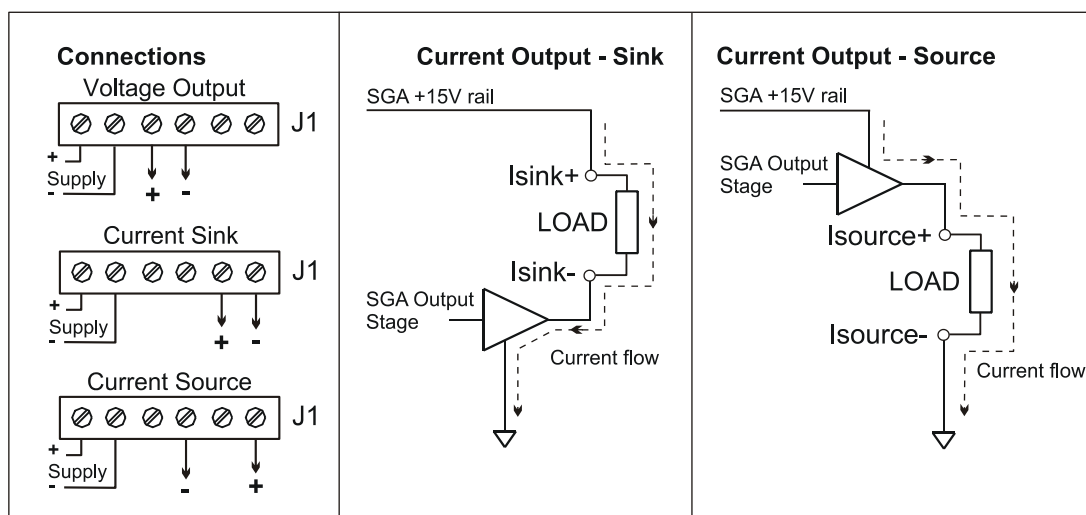 Connections
Voltage Output
J1
+
Supply
-
+ -
Current Sink
J1
+
Supply
-
+ -
Current Source
J1
+
Supply
-
- +
Current Output - Sink
SGA +15V rail
Isink+
LOAD
Isink-
SGA Output
Stage
Current flow
Current Output - Source
SGA +15V rail
SGA Output
Stage
Isource+
LOAD
Isource-
Current flow